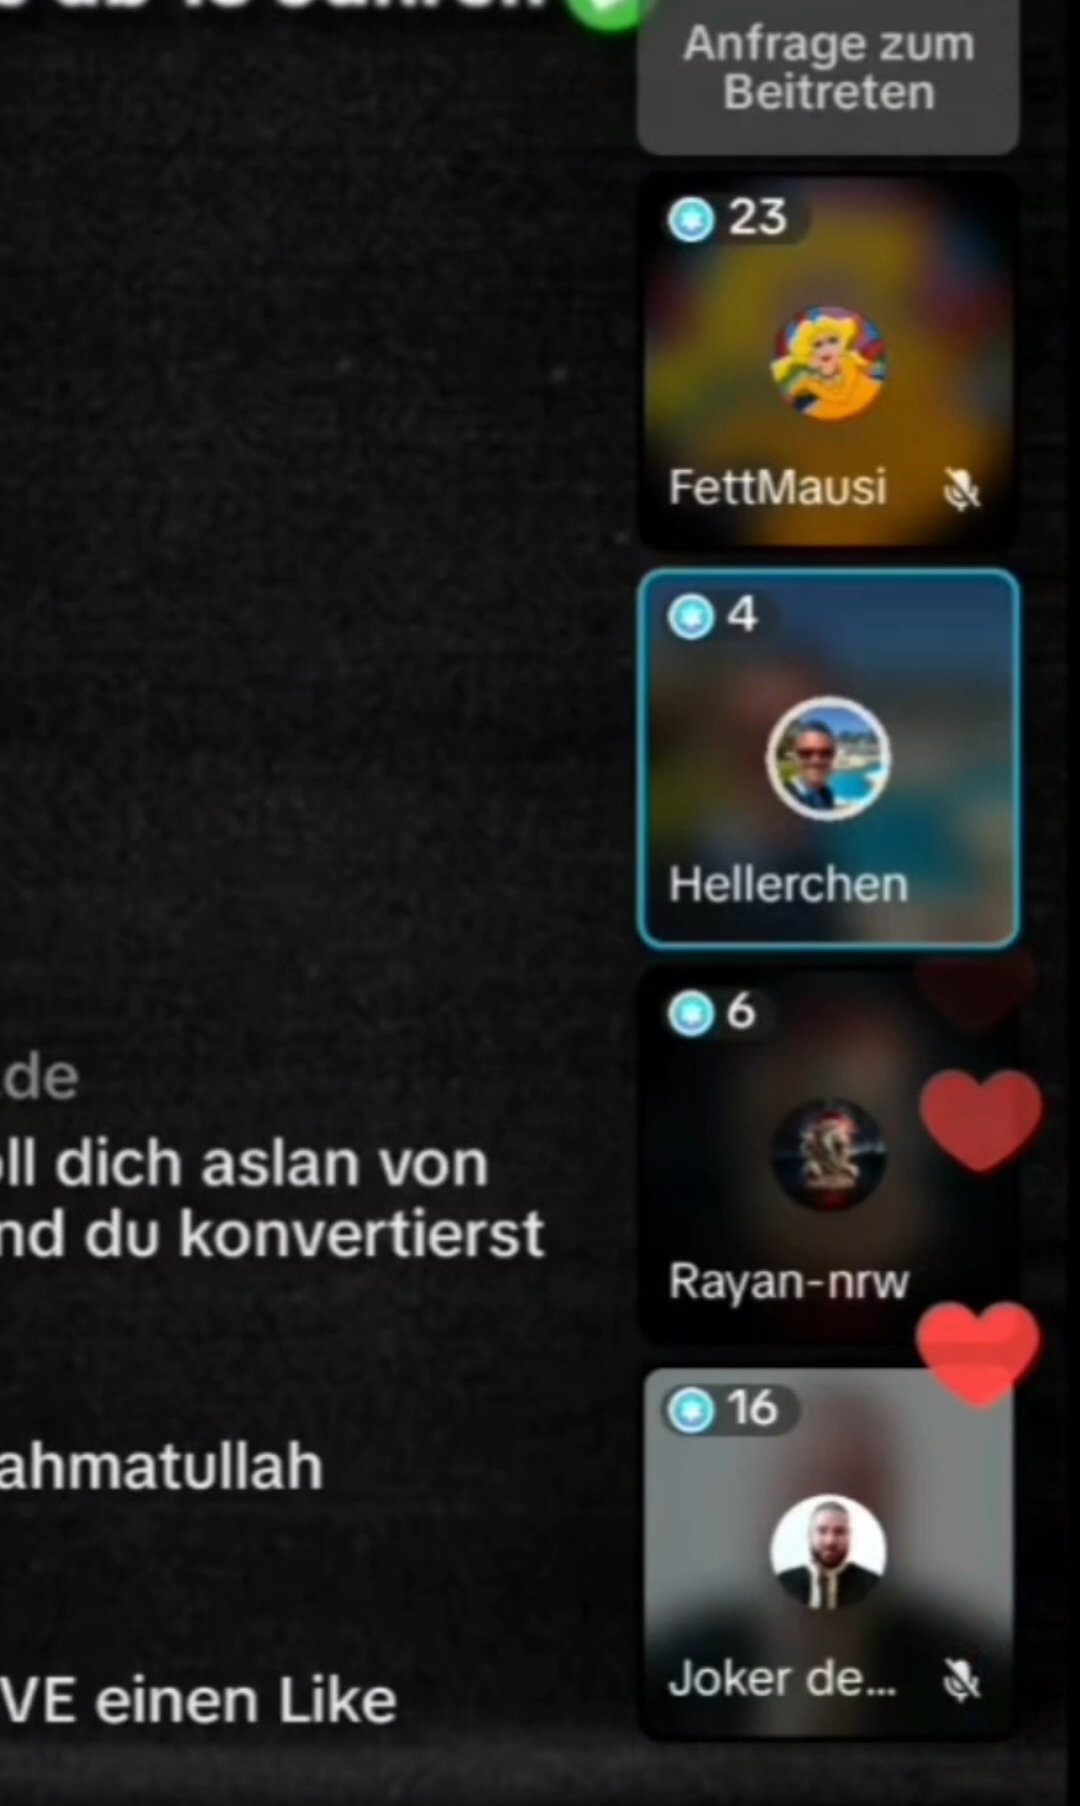 Anfrage zum
Beitreten
23
FettMausi
4
Hellerchen
6
.de
ll dich aslan von
nd du konvertierst
Rayan-nrw
16
ahmatullah
Joker de...
VE einen Like